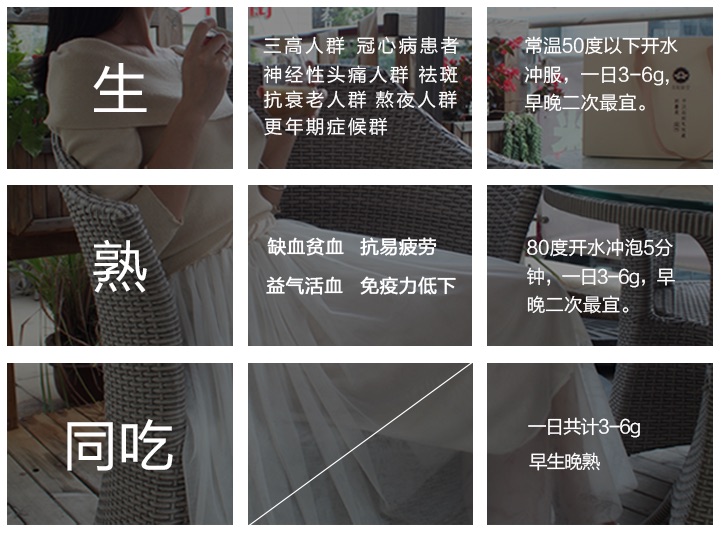 生
三高人群 冠心病患者
神经性头痛人群 祛斑
抗衰老人群 熬夜人群
更年期症候群
常温50度以下开水
冲服，一日3-6g,
早晚二次最宜。
熟
缺血贫血 抗易疲劳
益气活血 免疫力低下
80度开水冲泡5分
钟，一日3-6g，早
晚二次最宜。
同吃
一日共计3-6g
早生晚熟